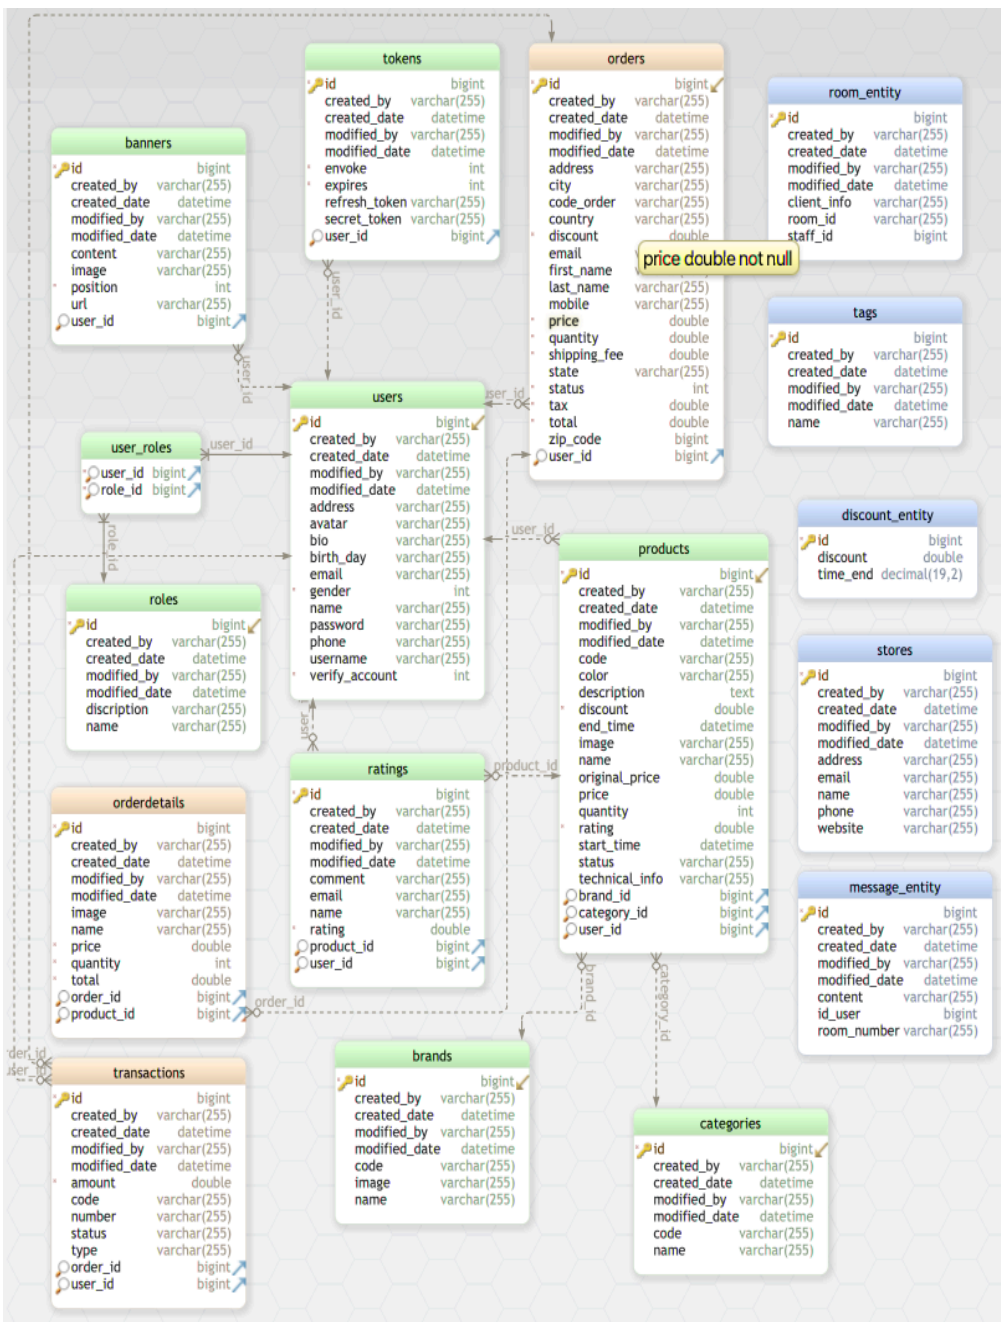 tokens
id bigint
created_by varchar(255)
created_date datetime
modified_by varchar(255)
modified_date datetime
envoke int
expires int
refresh_token varchar(255)
secret_token varchar(255)
user_id bigint
user_id
orders
id bigint
created_by varchar(255)
created_date datetime
modified_by varchar(255)
modified_date datetime
address varchar(255)
city varchar(255)
code_order varchar(255)
country varchar(255)
discount double
email
first_name
last_name varchar(255)
mobile varchar(255)
price double
quantity double
shipping_fee double
state varchar(255)
status int
tax double
total double
zip_code bigint
user_id bigint
price double not null
room_entity
id bigint
created_by varchar(255)
created_date datetime
modified_by varchar(255)
modified_date datetime
client_info varchar(255)
room_id varchar(255)
staff_id bigint
banners
id bigint
created_by varchar(255)
created_date datetime
modified_by varchar(255)
modified_date datetime
content varchar(255)
image varchar(255)
position int
url varchar(255)
user_id bigint
user_id
tags
id bigint
created_by varchar(255)
created_date datetime
modified_by varchar(255)
modified_date datetime
name varchar(255)
users
id bigint
created_by varchar(255)
created_date datetime
modified_by varchar(255)
modified_date datetime
address varchar(255)
avatar varchar(255)
bio varchar(255)
birth_day varchar(255)
email varchar(255)
gender int
name varchar(255)
password varchar(255)
phone varchar(255)
username varchar(255)
verify_account int
user_id
user_roles
user_id bigint
role_id bigint
user_id
role_id
discount_entity
id bigint
discount double
time_end decimal(19,2)
products
id bigint
created_by varchar(255)
created_date datetime
modified_by varchar(255)
modified_date datetime
code varchar(255)
color varchar(255)
description text
discount double
end_time datetime
image varchar(255)
name varchar(255)
original_price double
price double
quantity int
rating double
start_time datetime
status varchar(255)
technical_info varchar(255)
brand_id bigint
category_id bigint
user_id bigint
user_id
roles
id bigint
created_by varchar(255)
created_date datetime
modified_by varchar(255)
modified_date datetime
discription varchar(255)
name varchar(255)
stores
id bigint
created_by varchar(255)
created_date datetime
modified_by varchar(255)
modified_date datetime
address varchar(255)
email varchar(255)
name varchar(255)
phone varchar(255)
website varchar(255)
ratings
id bigint
created_by varchar(255)
created_date datetime
modified_by varchar(255)
modified_date datetime
comment varchar(255)
email varchar(255)
name varchar(255)
rating double
product_id bigint
user_id bigint
product_id
orderdetails
id bigint
created_by varchar(255)
created_date datetime
modified_by varchar(255)
modified_date datetime
image varchar(255)
name varchar(255)
price double
quantity int
total double
order_id bigint
product_id bigint
order_id
message_entity
id bigint
created_by varchar(255)
created_date datetime
modified_by varchar(255)
modified_date datetime
content varchar(255)
id_user bigint
room_number varchar(255)
brand_id
category_id
brands
id bigint
created_by varchar(255)
created_date datetime
modified_by varchar(255)
modified_date datetime
code varchar(255)
image varchar(255)
name varchar(255)
transactions
id bigint
created_by varchar(255)
created_date datetime
modified_by varchar(255)
modified_date datetime
amount double
code varchar(255)
number varchar(255)
status varchar(255)
type varchar(255)
order_id bigint
user_id bigint
categories
id bigint
created_by varchar(255)
created_date datetime
modified_by varchar(255)
modified_date datetime
code varchar(255)
name varchar(255)